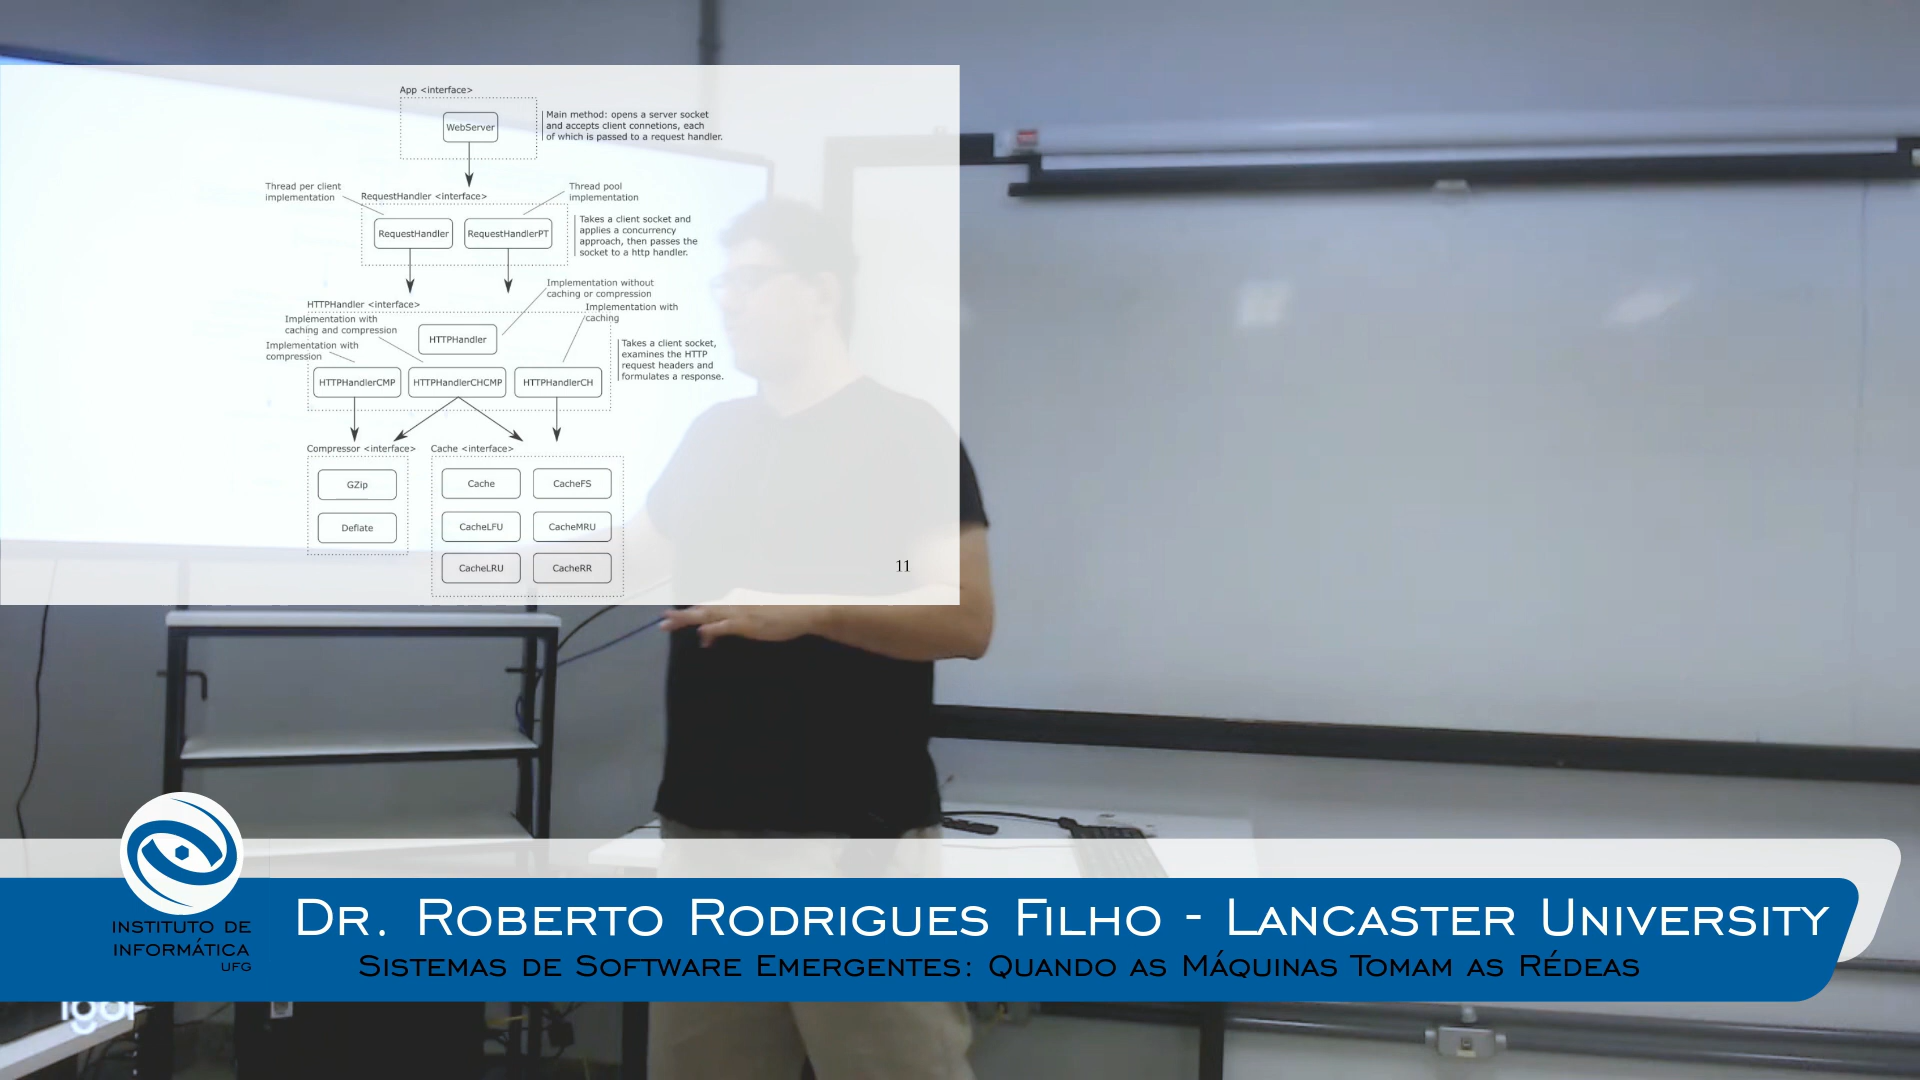 App <interface>
WebServer
Main method: opens a server socket
and accepts client connetions, each
of which is passed to a request handler.
Thread per client
implementation
RequestHandler <interface>
Thread pool
implementation
RequestHandler
RequestHandlerPT
Takes a client socket and
applies a concurrency
approach, then passes the
socket to a http handler.
Implementation without
caching or compression
HTTPHandler <interface>
Implementation with
caching
Implementation with
caching and compression
Implementation with
compression
HTTPHandler
Takes a client socket,
examines the HTTP
request headers and
formulates a response.
HTTPHandlerCMP
HTTPHandlerCHCMP
HTTPHandlerCH
Compressor <interface>
Cache <interface>
GZip
Cache
CacheFS
Deflate
CacheLFU
CacheMRU
CacheLRU
CacheRR
11
INSTITUTO DE
INFORMÁTICA
UFG
Dr. Roberto Rodrigues Filho - Lancaster University
Sistemas de Software Emergentes: Quando as Máquinas Tomam as Rédeas